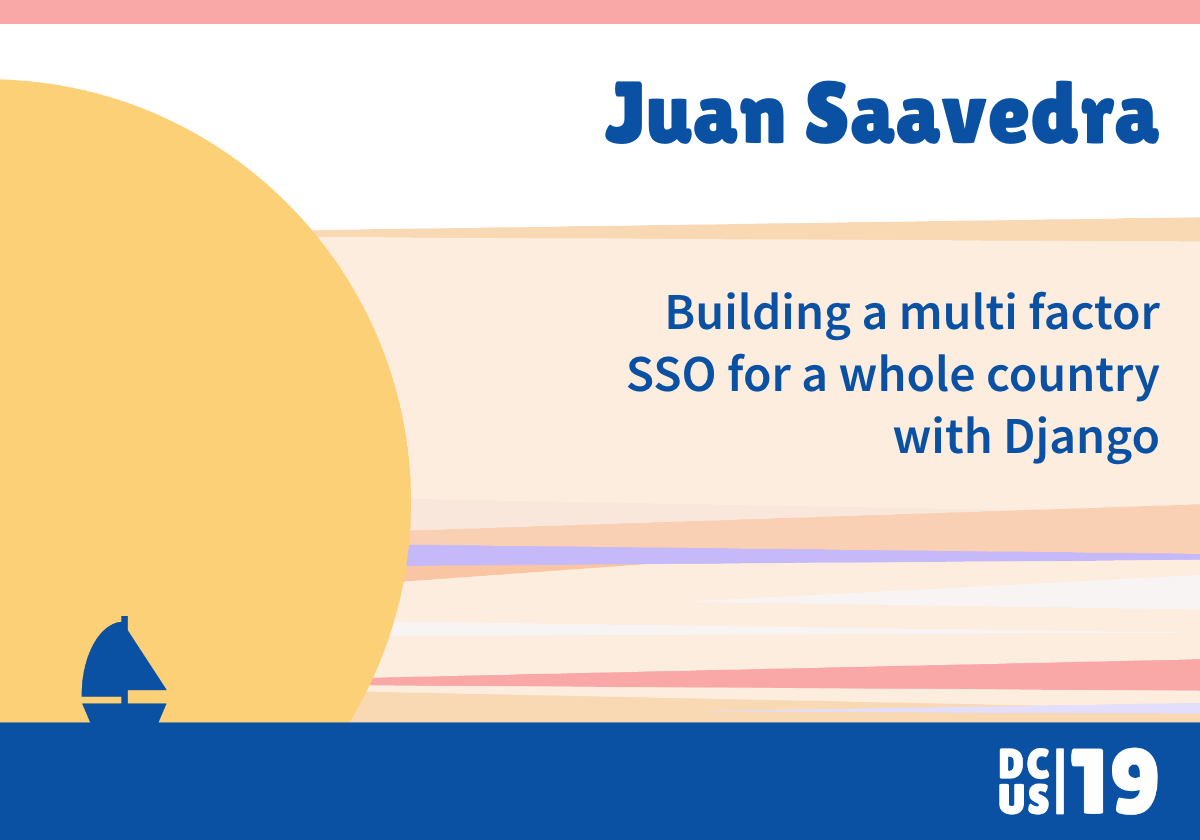 Juan Saavedra
Building a multi factor
SSO for a whole country
with Django
DC
US
19